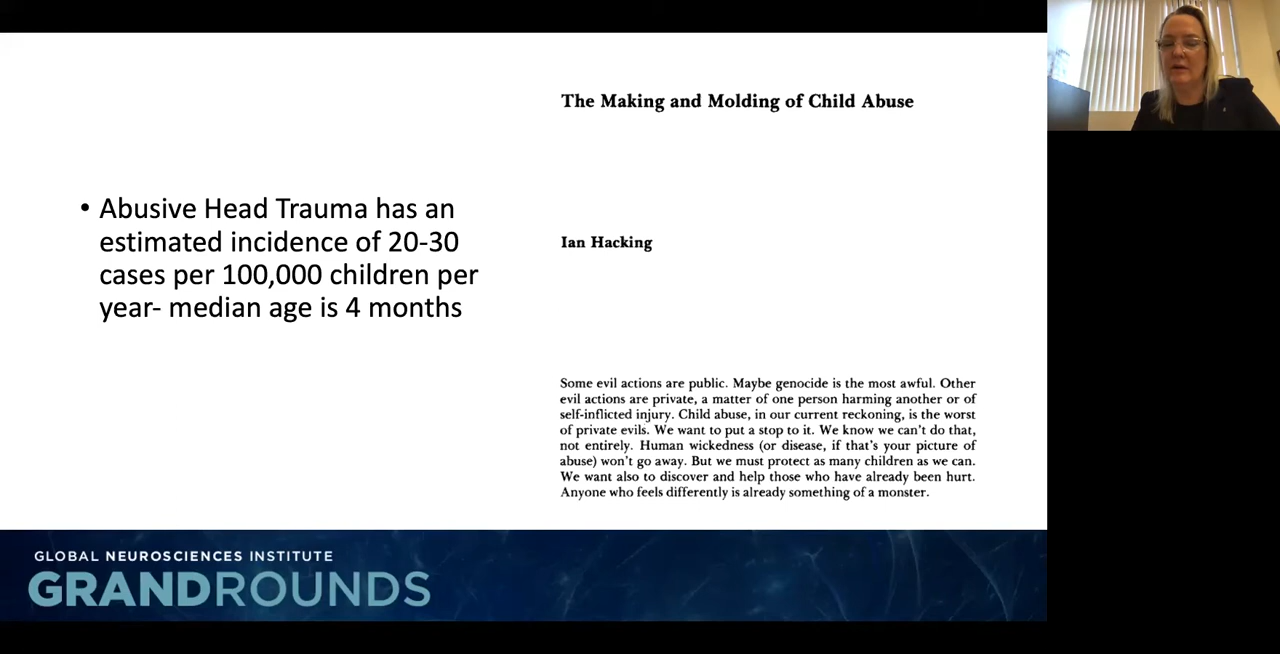 The Making and Molding of Child Abuse
• Abusive Head Trauma has an
estimated incidence of 20-30
cases per 100,000 children per
year- median age is 4 months
Ian Hacking
Some evil actions are public. Maybe genocide is the most awful. Other
evil actions are private, a matter of one person harming another or of
self-inflicted injury. Child abuse, in our current reckoning, is the worst
of private evils. We want to put a stop to it. We know we can't do that,
not entirely. Human wickedness (or disease, if that's your picture of
abuse) won't go away. But we must protect as many children as we can.
We want also to discover and help those who have already been hurt.
Anyone who feels differently is already something of a monster.
GLOBAL NEUROSCIENCES INSTITUTE
GRANDROUNDS